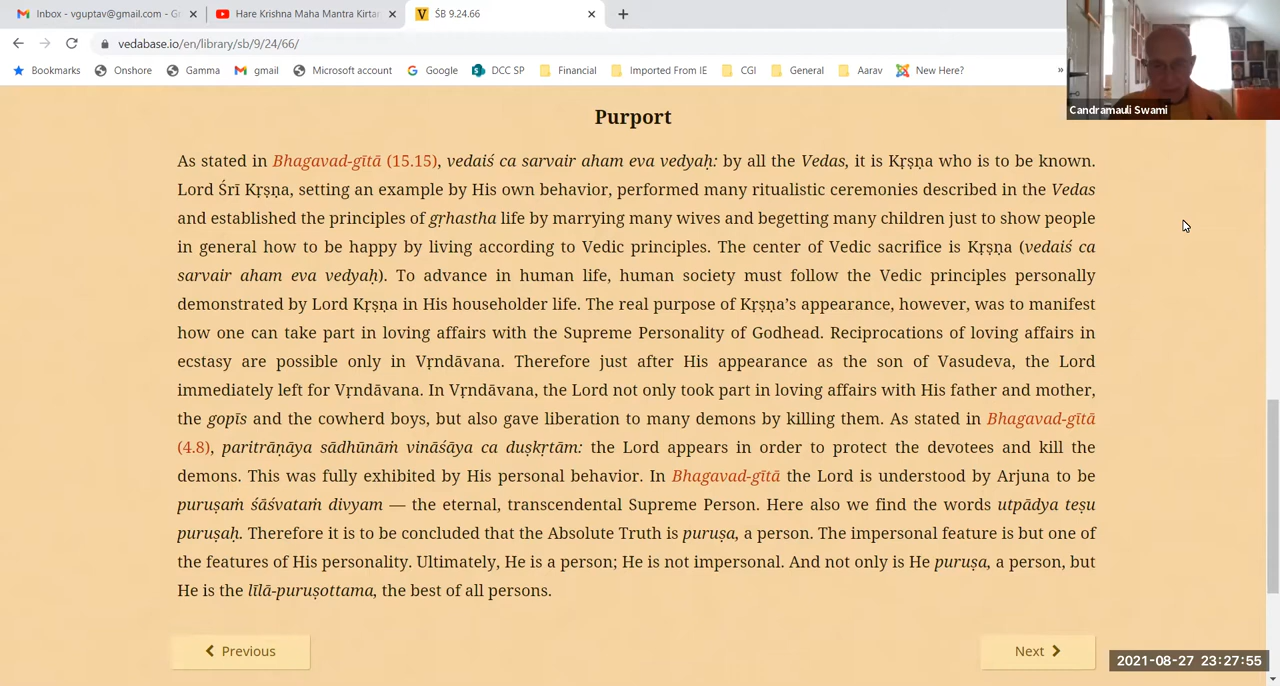 Inbox - vguptav@gmail.com - Gr
Hare Krishna Maha Mantra Kirtan
ŚB 9.24.66
vedabase.io/en/library/sb/9/24/66/
Bookmarks Onshore Gamma gmail Microsoft account Google DCC SP Financial Imported From IE CGI General Aarav New Here? »
Candramauli Swami
Purport
As stated in Bhagavad-gītā (15.15), vedaiś ca sarvair aham eva vedyaḥ: by all the Vedas, it is Kṛṣṇa who is to be known.
Lord Śrī Kṛṣṇa, setting an example by His own behavior, performed many ritualistic ceremonies described in the Vedas
and established the principles of gṛhastha life by marrying many wives and begetting many children just to show people
in general how to be happy by living according to Vedic principles. The center of Vedic sacrifice is Kṛṣṇa (vedaiś ca
sarvair aham eva vedyaḥ). To advance in human life, human society must follow the Vedic principles personally
demonstrated by Lord Kṛṣṇa in His householder life. The real purpose of Kṛṣṇa’s appearance, however, was to manifest
how one can take part in loving affairs with the Supreme Personality of Godhead. Reciprocations of loving affairs in
ecstasy are possible only in Vṛndāvana. Therefore just after His appearance as the son of Vasudeva, the Lord
immediately left for Vṛndāvana. In Vṛndāvana, the Lord not only took part in loving affairs with His father and mother,
the gopīs and the cowherd boys, but also gave liberation to many demons by killing them. As stated in Bhagavad-gītā
(4.8), paritrāṇāya sādhūnāṁ vināśāya ca duṣkṛtām: the Lord appears in order to protect the devotees and kill the
demons. This was fully exhibited by His personal behavior. In Bhagavad-gītā the Lord is understood by Arjuna to be
puruṣaṁ śāśvataṁ divyam — the eternal, transcendental Supreme Person. Here also we find the words utpādya teṣu
puruṣaḥ. Therefore it is to be concluded that the Absolute Truth is puruṣa, a person. The impersonal feature is but one of
the features of His personality. Ultimately, He is a person; He is not impersonal. And not only is He puruṣa, a person, but
He is the līlā-puruṣottama, the best of all persons.
Previous
Next
2021-08-27 23:27:55